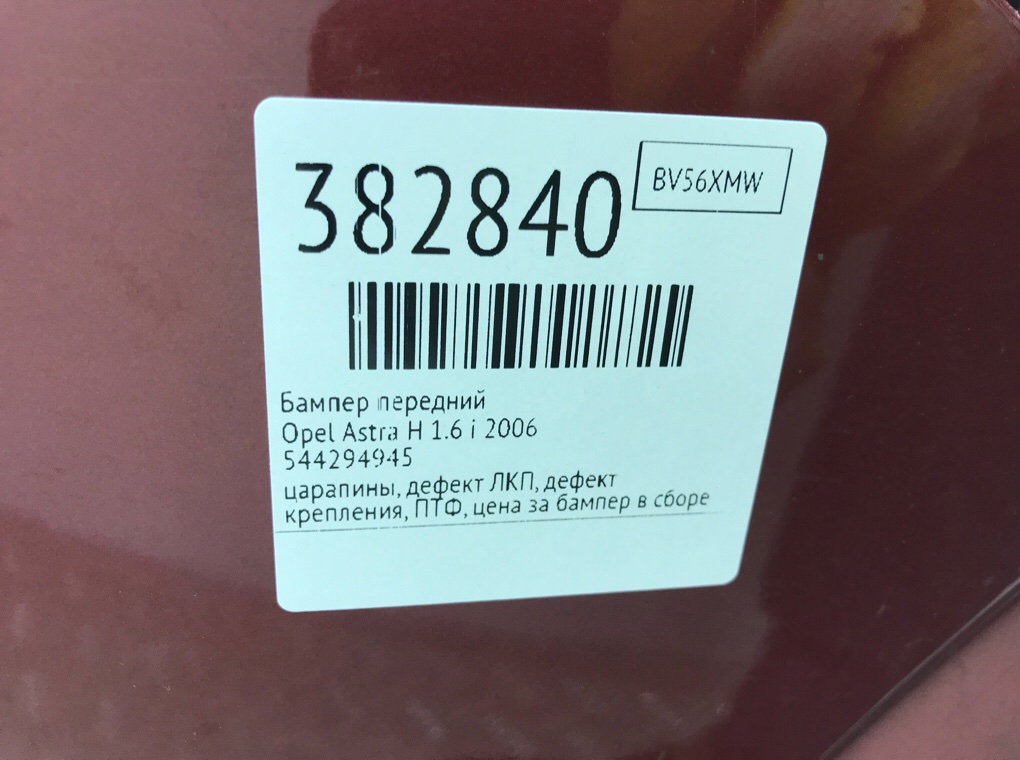 382840
BV56XMW
Бампер передний
Opel Astra H 1.6 i 2006
544294945
царапины, дефект ЛКП, дефект
крепления, ПТФ, цена за бампер в сборе